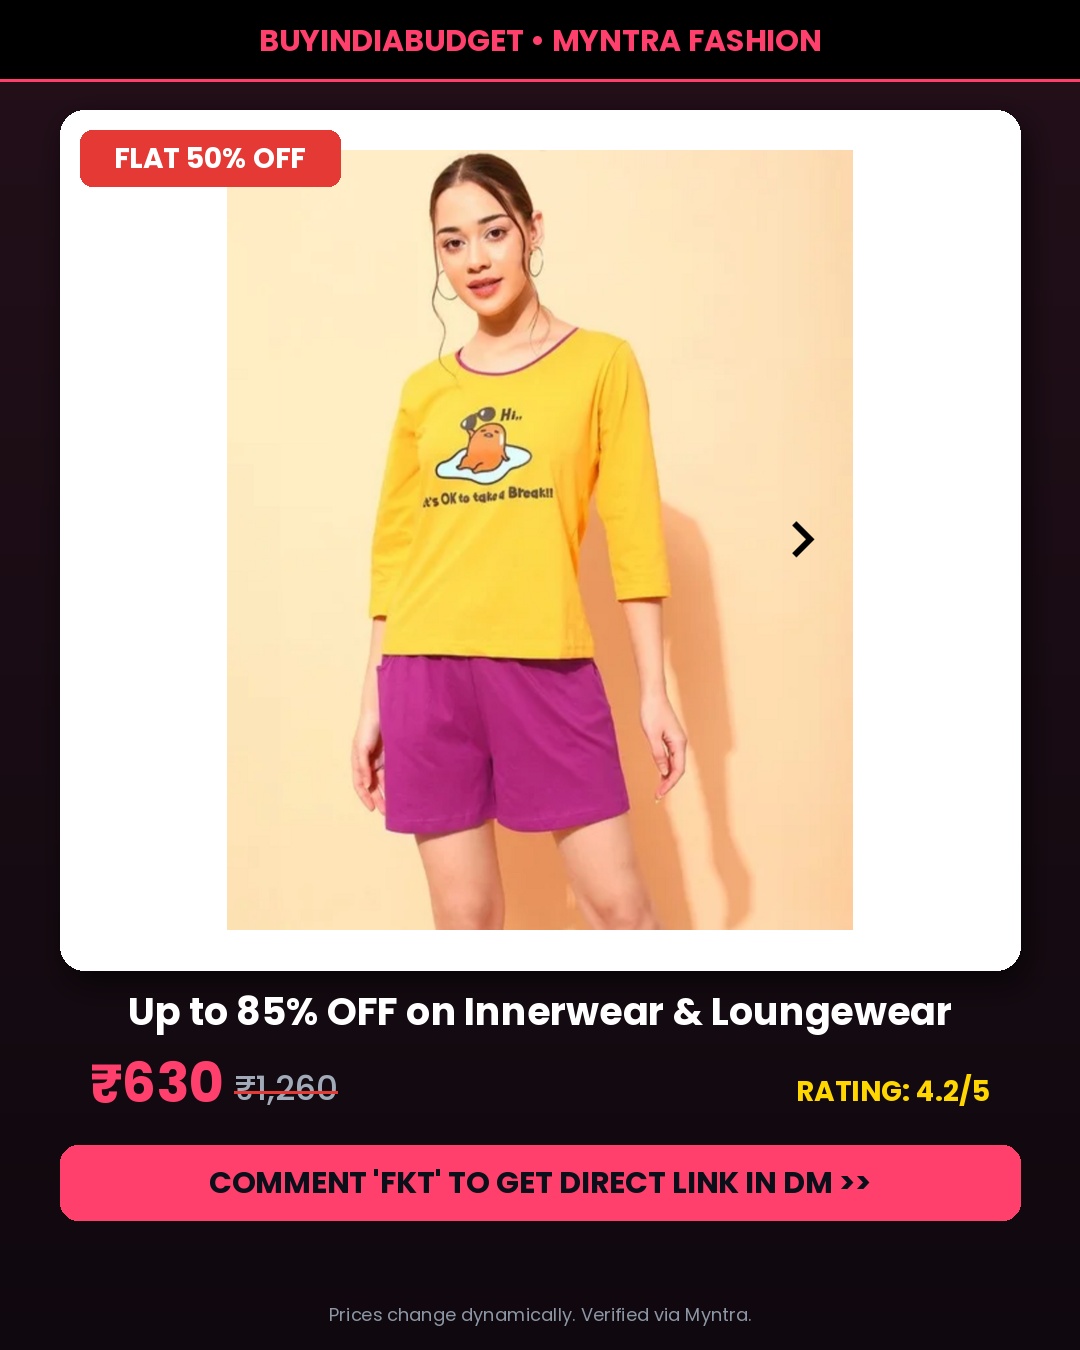 BUYINDIABUDGET • MYNTRA FASHION
FLAT 50% OFF
Hi..
It's OK to take a Break!!
Up to 85% OFF on Innerwear & Loungewear
₹630 ₹1,260
RATING: 4.2/5
COMMENT 'FKT' TO GET DIRECT LINK IN DM >>
Prices change dynamically. Verified via Myntra.